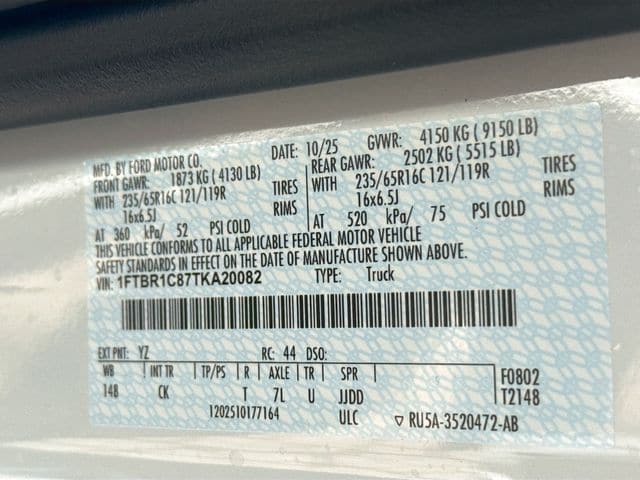 MFD. BY FORD MOTOR CO.
DATE: 10/25
GVWR: 4150 KG ( 9150 LB)
FRONT GAWR: 1873 KG ( 4130 LB)
REAR GAWR: 2502 KG ( 5515 LB)
WITH 235/65R16C 121/119R TIRES
WITH 235/65R16C 121/119R TIRES
16x6.5J RIMS
16x6.5J RIMS
AT 360 kPa/ 52 PSI COLD
AT 520 kPa/ 75 PSI COLD
THIS VEHICLE CONFORMS TO ALL APPLICABLE FEDERAL MOTOR VEHICLE
SAFETY STANDARDS IN EFFECT ON THE DATE OF MANUFACTURE SHOWN ABOVE.
VIN: 1FTBR1C87TKA20082 TYPE: Truck
EXT PNT: YZ RC: 44 DSO:
WB INT TR TP/PS R AXLE TR SPR F0802
148 CK T 7L U JJDD T2148
1202510177164 ULC ▽ RU5A-3520472-AB